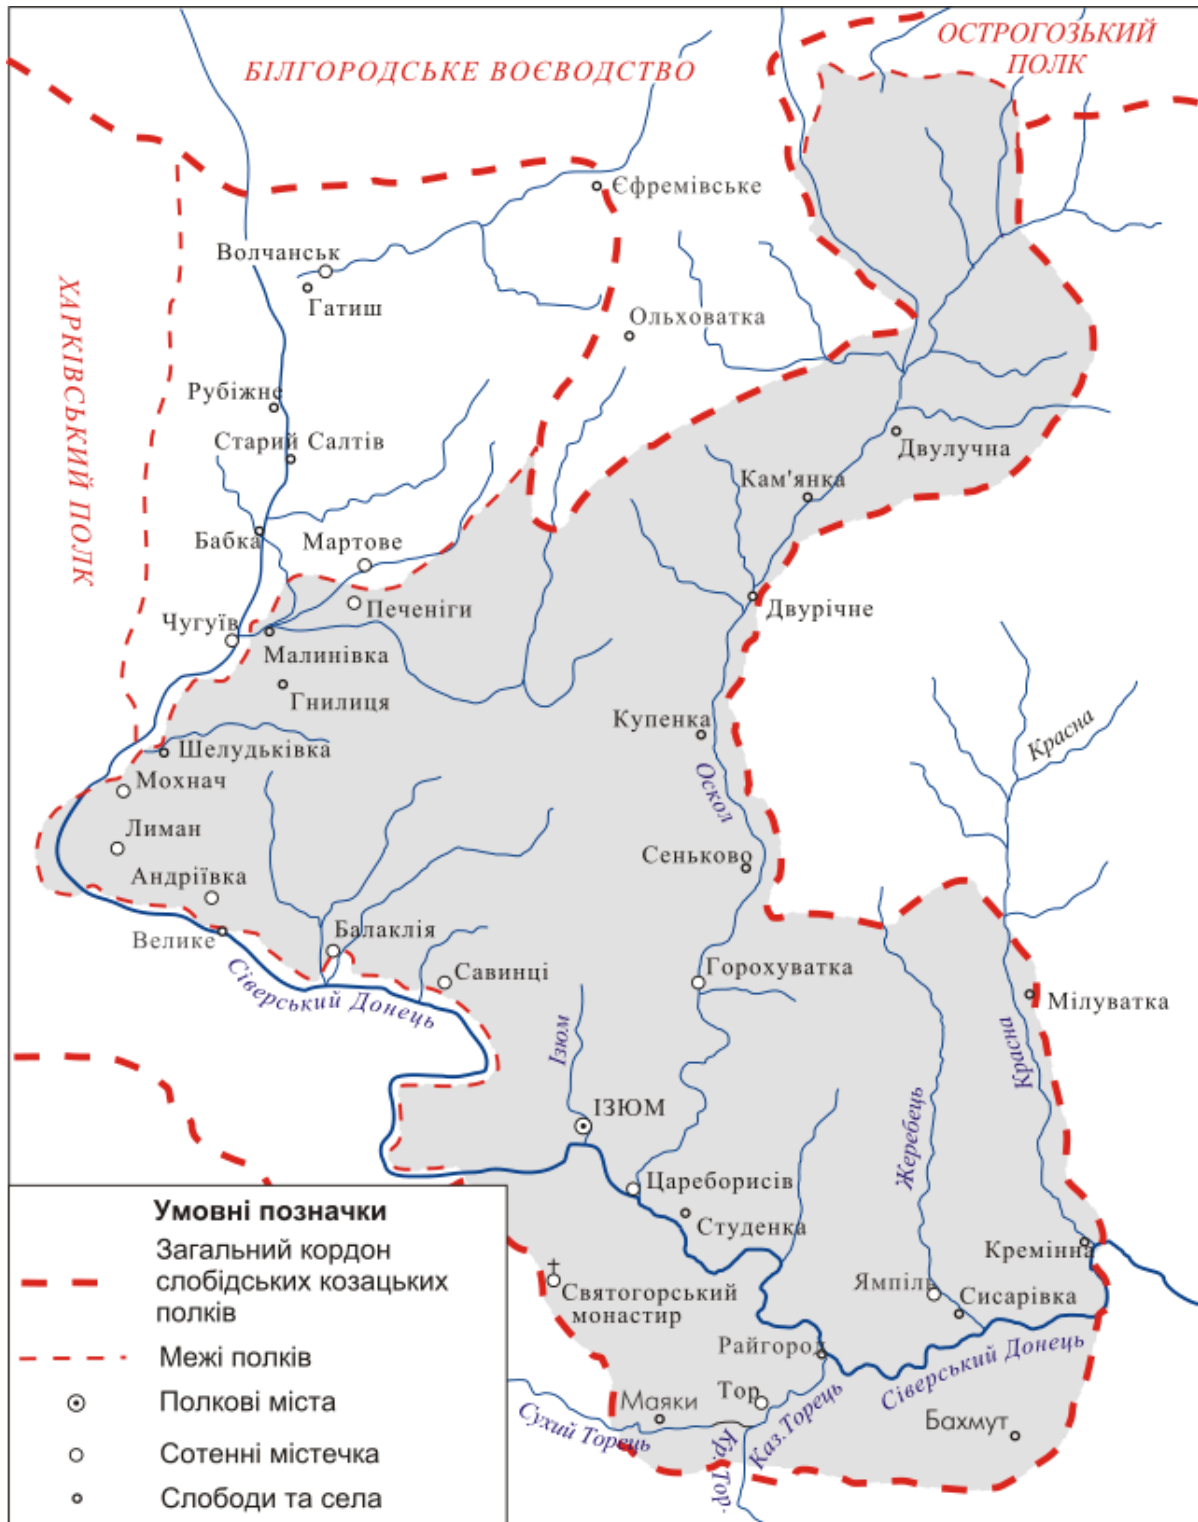 ОСТРОГОЗЬКИЙ
ПОЛК
БІЛГОРОДСЬКЕ ВОЄВОДСТВО
Єфремівське
Волчанськ
Гатиш
ХАРКІВСЬКИЙ ПОЛК
Ольховатка
Рубіжне
Старий Салтів
Двулучна
Кам'янка
Бабка
Мартове
Печеніги
Двурічне
Чугуїв
Малинівка
Гнилиця
Купенка
Красна
Шелудьківка
Оскол
Мохнач
Лиман
Сеньково
Андріївка
Велике
Балаклія
Савинці
Горохуватка
Сіверський Донець
Мілуватка
Ізюм
Красна
ІЗЮМ
Жеребець
Цареборисів
Студенка
Кремінна
Святогорський
монастир
Ямпіль
Сисарівка
Райгород
Сіверський Донець
Маяки
Тор
Каз.Торець
Сухий Торець
Кр. Тор.
Бахмут
Умовні позначки
Загальний кордон
слобідських козацьких
полків
Межі полків
Полкові міста
Сотенні містечка
Слободи та села